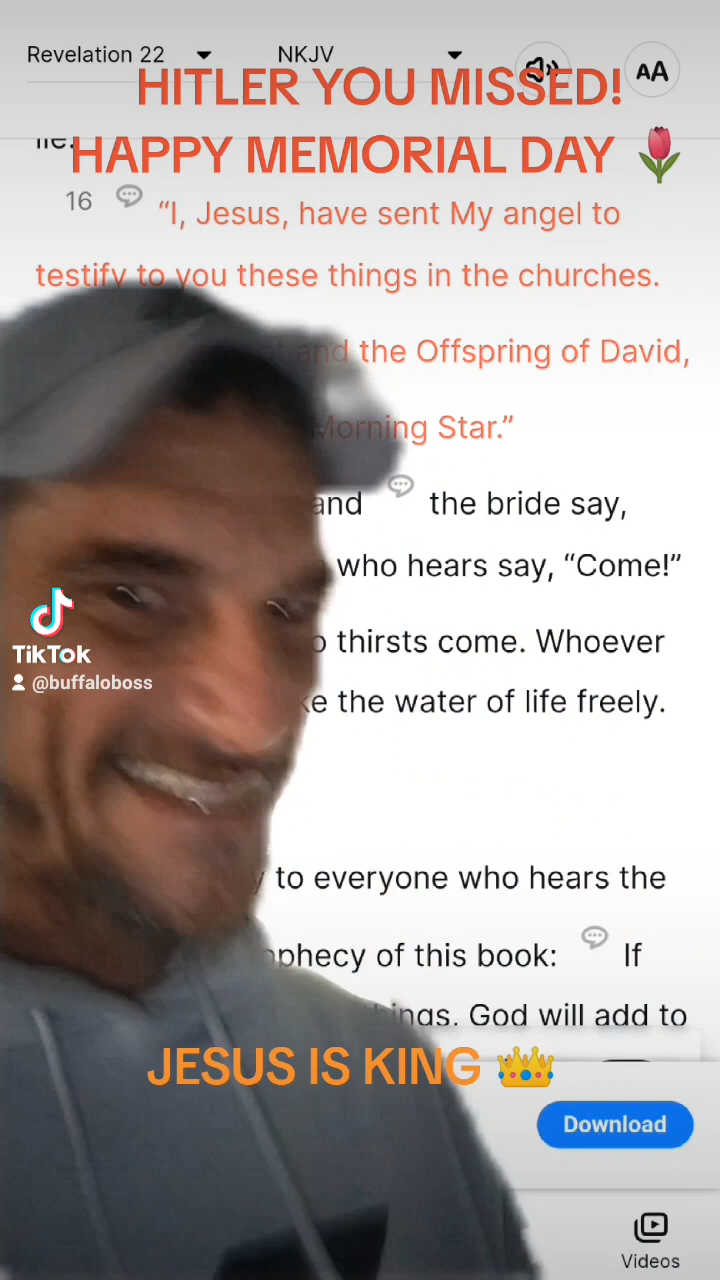 Revelation 22 NKJV AA
HITLER YOU MISSED!
HAPPY MEMORIAL DAY
16 “I, Jesus, have sent My angel to
testify to you these things in the churches.
and the Offspring of David,
Morning Star.”
and the bride say,
who hears say, “Come!”
thirsts come. Whoever
the water of life freely.
TikTok
@buffaloboss
to everyone who hears the
of this book: If
God will add to
JESUS IS KING
Download
Videos